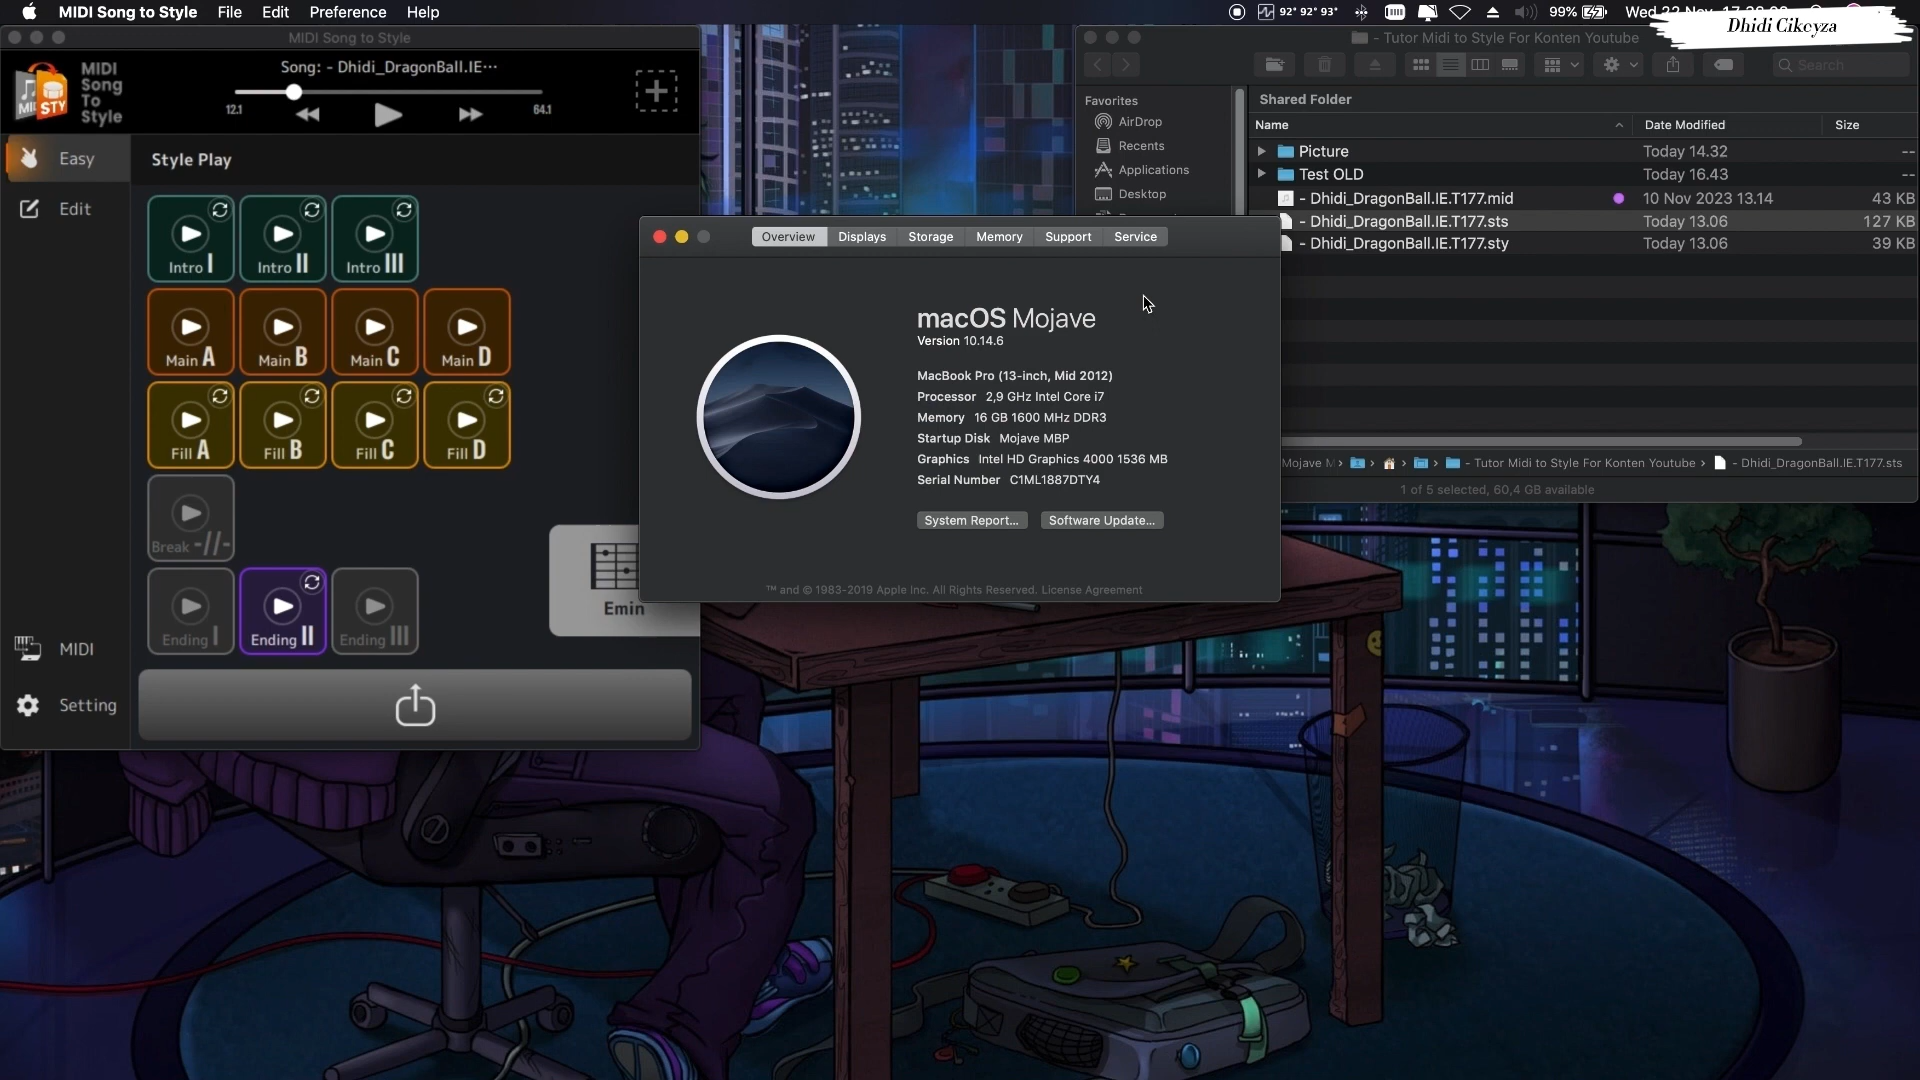 MIDI Song to Style File Edit Preference Help
92° 92° 93° 99%
Dhidi Cikeyza
MIDI Song to Style
MIDI
Song
To
Style
Song: - Dhidi_DragonBall.IE···
12.1
64.1
Easy
Edit
MIDI
Setting
Style Play
Intro I Intro II Intro III
Main A Main B Main C Main D
Fill A Fill B Fill C Fill D
Break -//-
Ending I Ending II Ending III
Emin
- Tutor Midi to Style For Konten Youtube
Search
Favorites
AirDrop
Recents
Applications
Desktop
Shared Folder
Name Date Modified Size
Picture Today 14.32 --
Test OLD Today 16.43 --
- Dhidi_DragonBall.IE.T177.mid 10 Nov 2023 13.14 43 KB
- Dhidi_DragonBall.IE.T177.sts Today 13.06 127 KB
- Dhidi_DragonBall.IE.T177.sty Today 13.06 39 KB
- Tutor Midi to Style For Konten Youtube › - Dhidi_DragonBall.IE.T177.sts
1 of 5 selected, 60,4 GB available
Overview Displays Storage Memory Support Service
macOS Mojave
Version 10.14.6
MacBook Pro (13-inch, Mid 2012)
Processor 2,9 GHz Intel Core i7
Memory 16 GB 1600 MHz DDR3
Startup Disk Mojave MBP
Graphics Intel HD Graphics 4000 1536 MB
Serial Number C1ML1887DTY4
System Report... Software Update...
™ and © 1983-2019 Apple Inc. All Rights Reserved. License Agreement